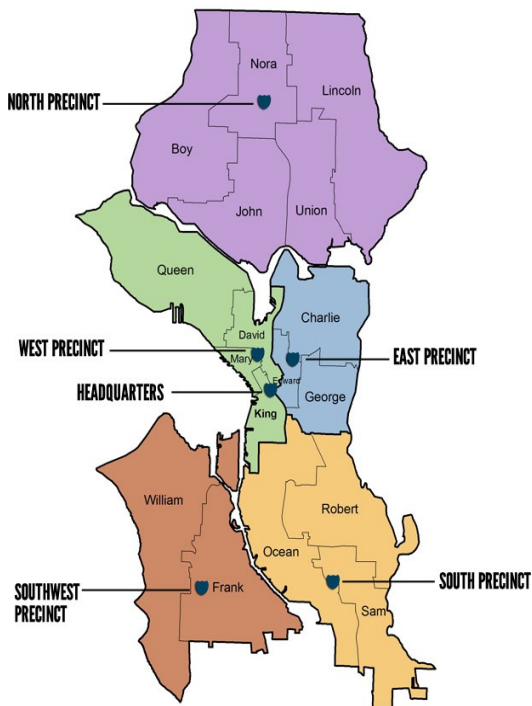 Nora
Lincoln
NORTH PRECINCT
Boy
John
Union
Queen
Charlie
David
WEST PRECINCT
Mary
EAST PRECINCT
Edward
HEADQUARTERS
George
King
William
Robert
Ocean
SOUTHWEST
PRECINCT
Frank
SOUTH PRECINCT
Sam